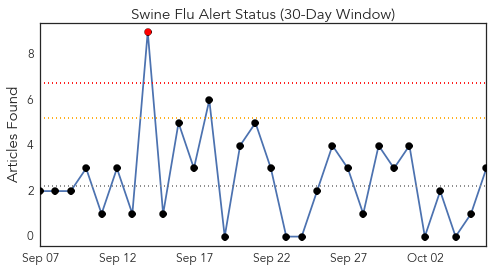 Swine Flu Alert Status (30-Day Window)
Articles Found
8
6
4
2
0
Sep 07 Sep 12 Sep 17 Sep 22 Sep 27 Oct 02